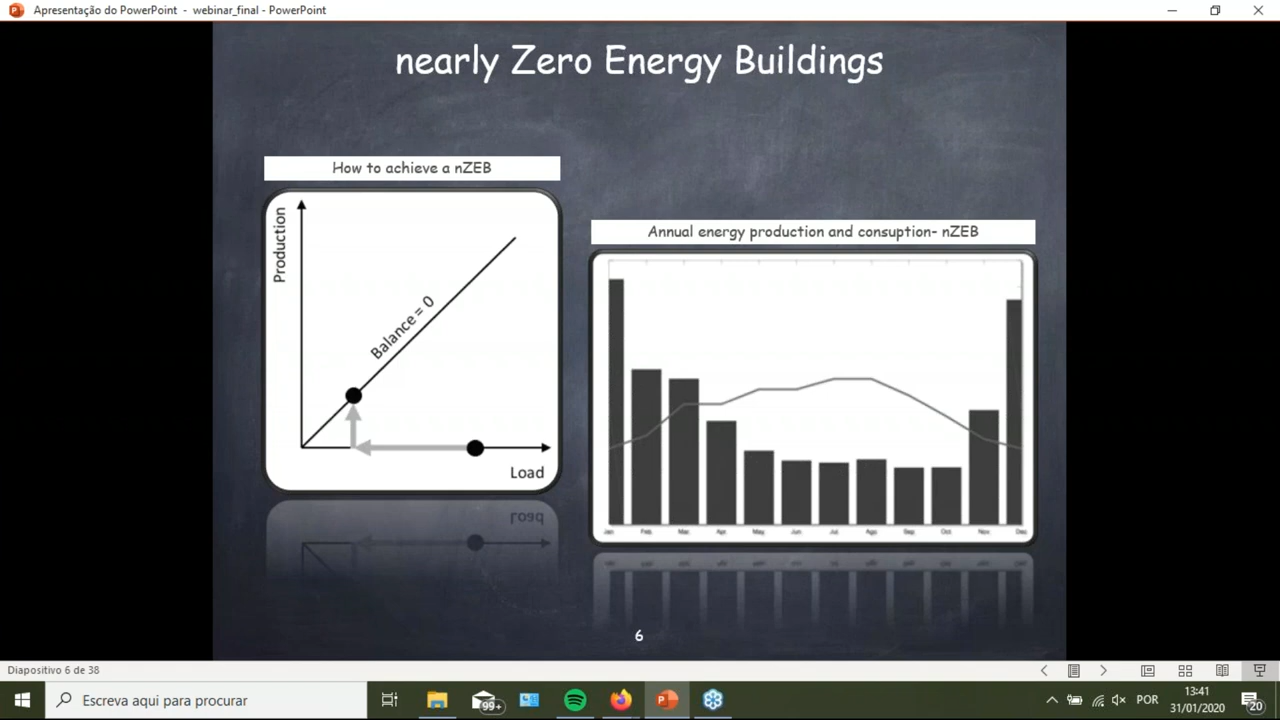 Apresentação do PowerPoint - webinar_final - PowerPoint
nearly Zero Energy Buildings
How to achieve a nZEB
Production
Balance = 0
Load
Annual energy production and consuption- nZEB
Jan Feb Mar Apr May Jun Jul Ago Sep Oct Nov Dec
6
Diapositivo 6 de 38
Escreva aqui para procurar
99+
POR
13:41
31/01/2020
20